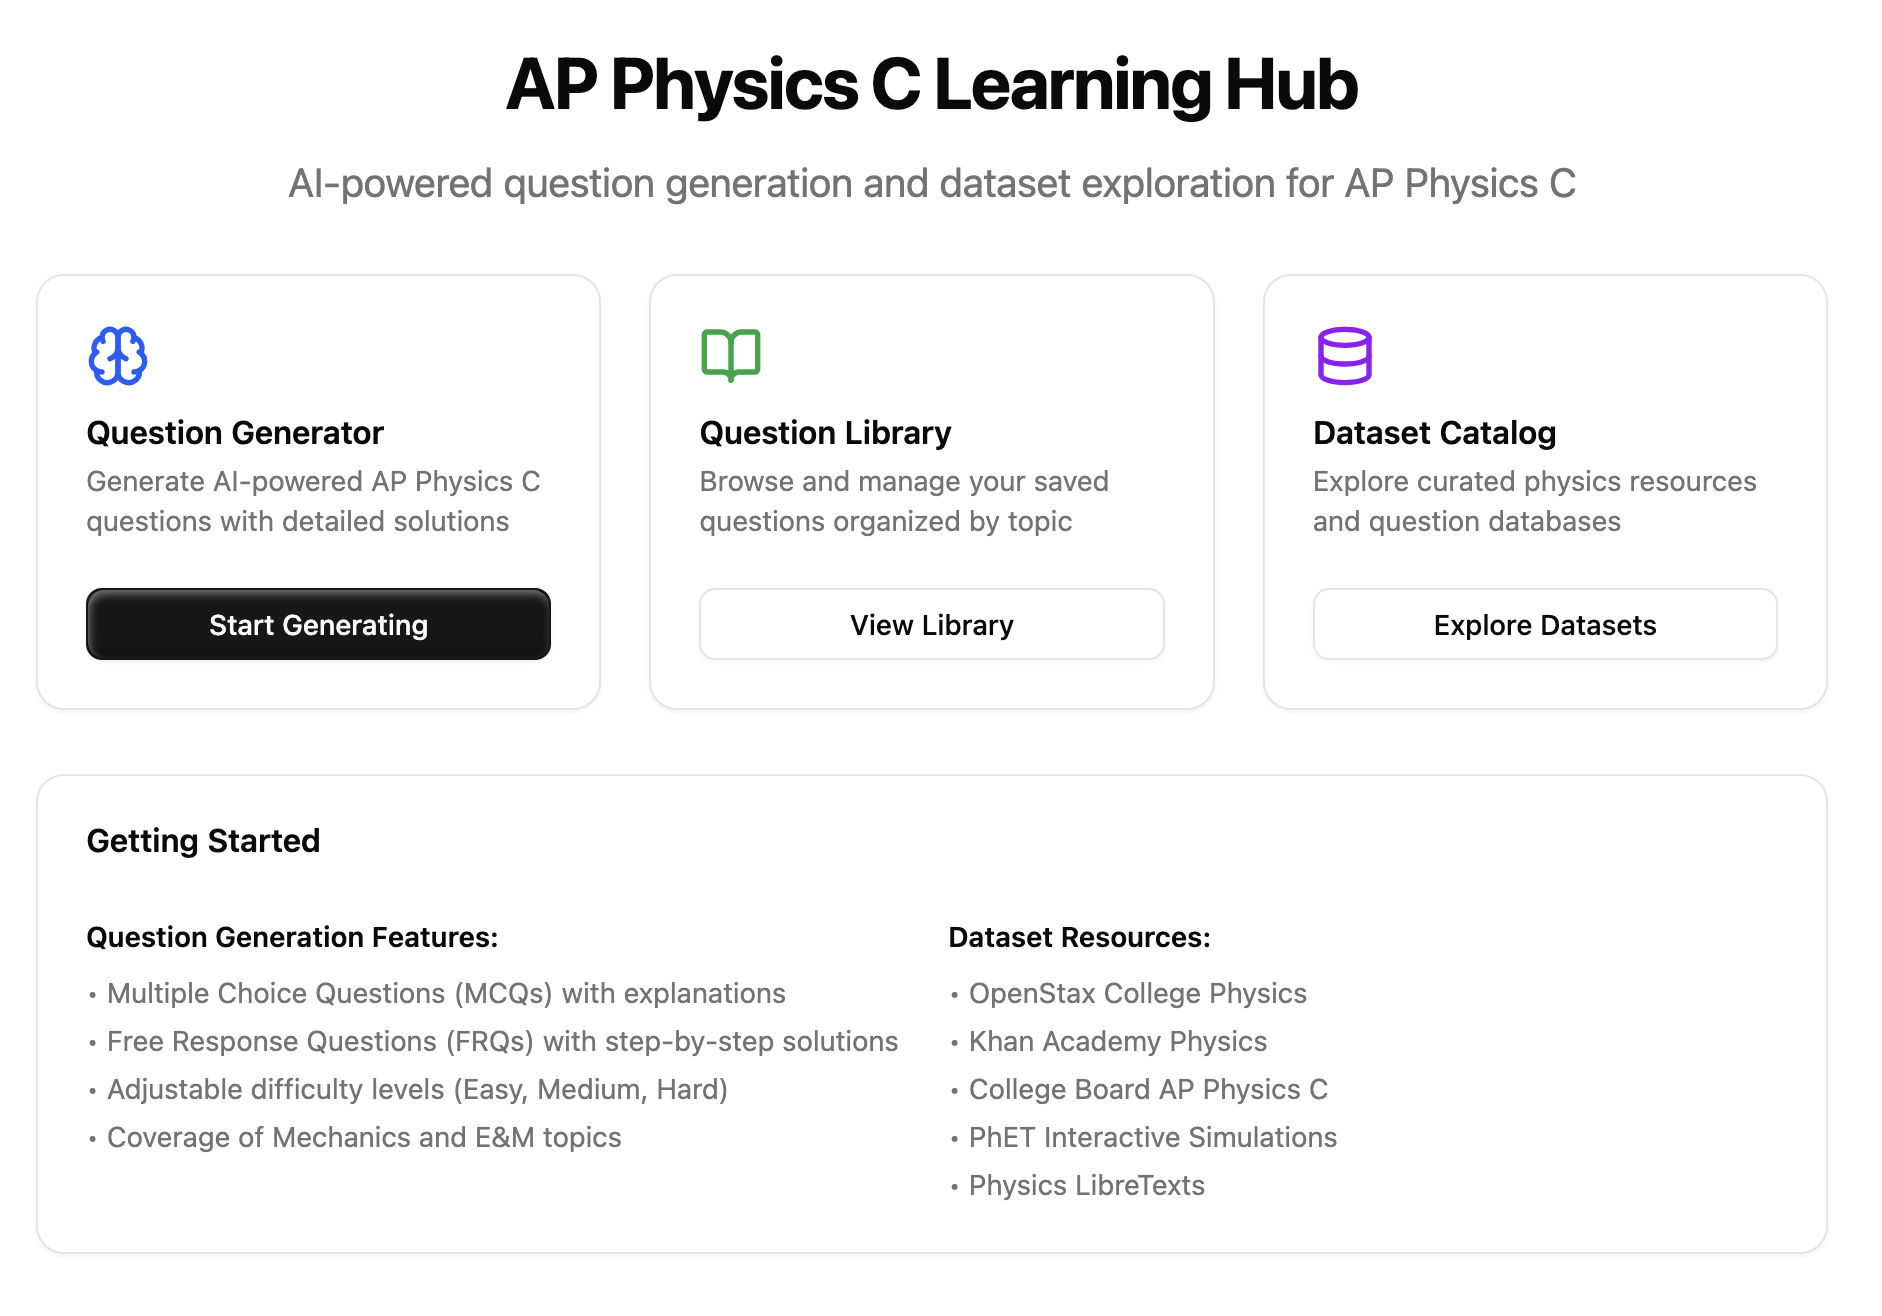 AP Physics C Learning Hub
AI-powered question generation and dataset exploration for AP Physics C
Question Generator
Generate AI-powered AP Physics C
questions with detailed solutions
Start Generating
Question Library
Browse and manage your saved
questions organized by topic
View Library
Dataset Catalog
Explore curated physics resources
and question databases
Explore Datasets
Getting Started
Question Generation Features:
• Multiple Choice Questions (MCQs) with explanations
• Free Response Questions (FRQs) with step-by-step solutions
• Adjustable difficulty levels (Easy, Medium, Hard)
• Coverage of Mechanics and E&M topics
Dataset Resources:
• OpenStax College Physics
• Khan Academy Physics
• College Board AP Physics C
• PhET Interactive Simulations
• Physics LibreTexts